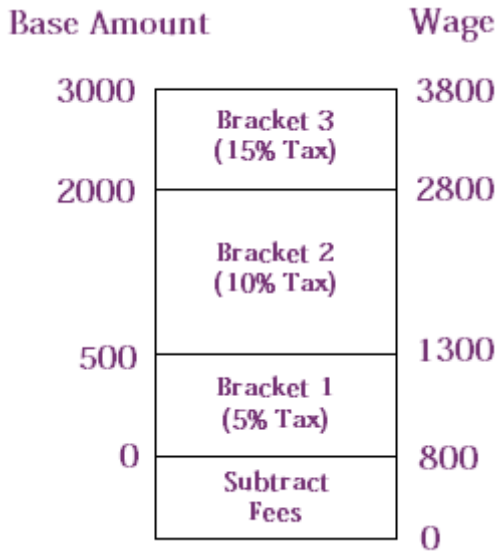 Base Amount Wage
3000 3800
Bracket 3
(15% Tax)
2000 2800
Bracket 2
(10% Tax)
500 1300
Bracket 1
(5% Tax)
0 800
Subtract
Fees
0